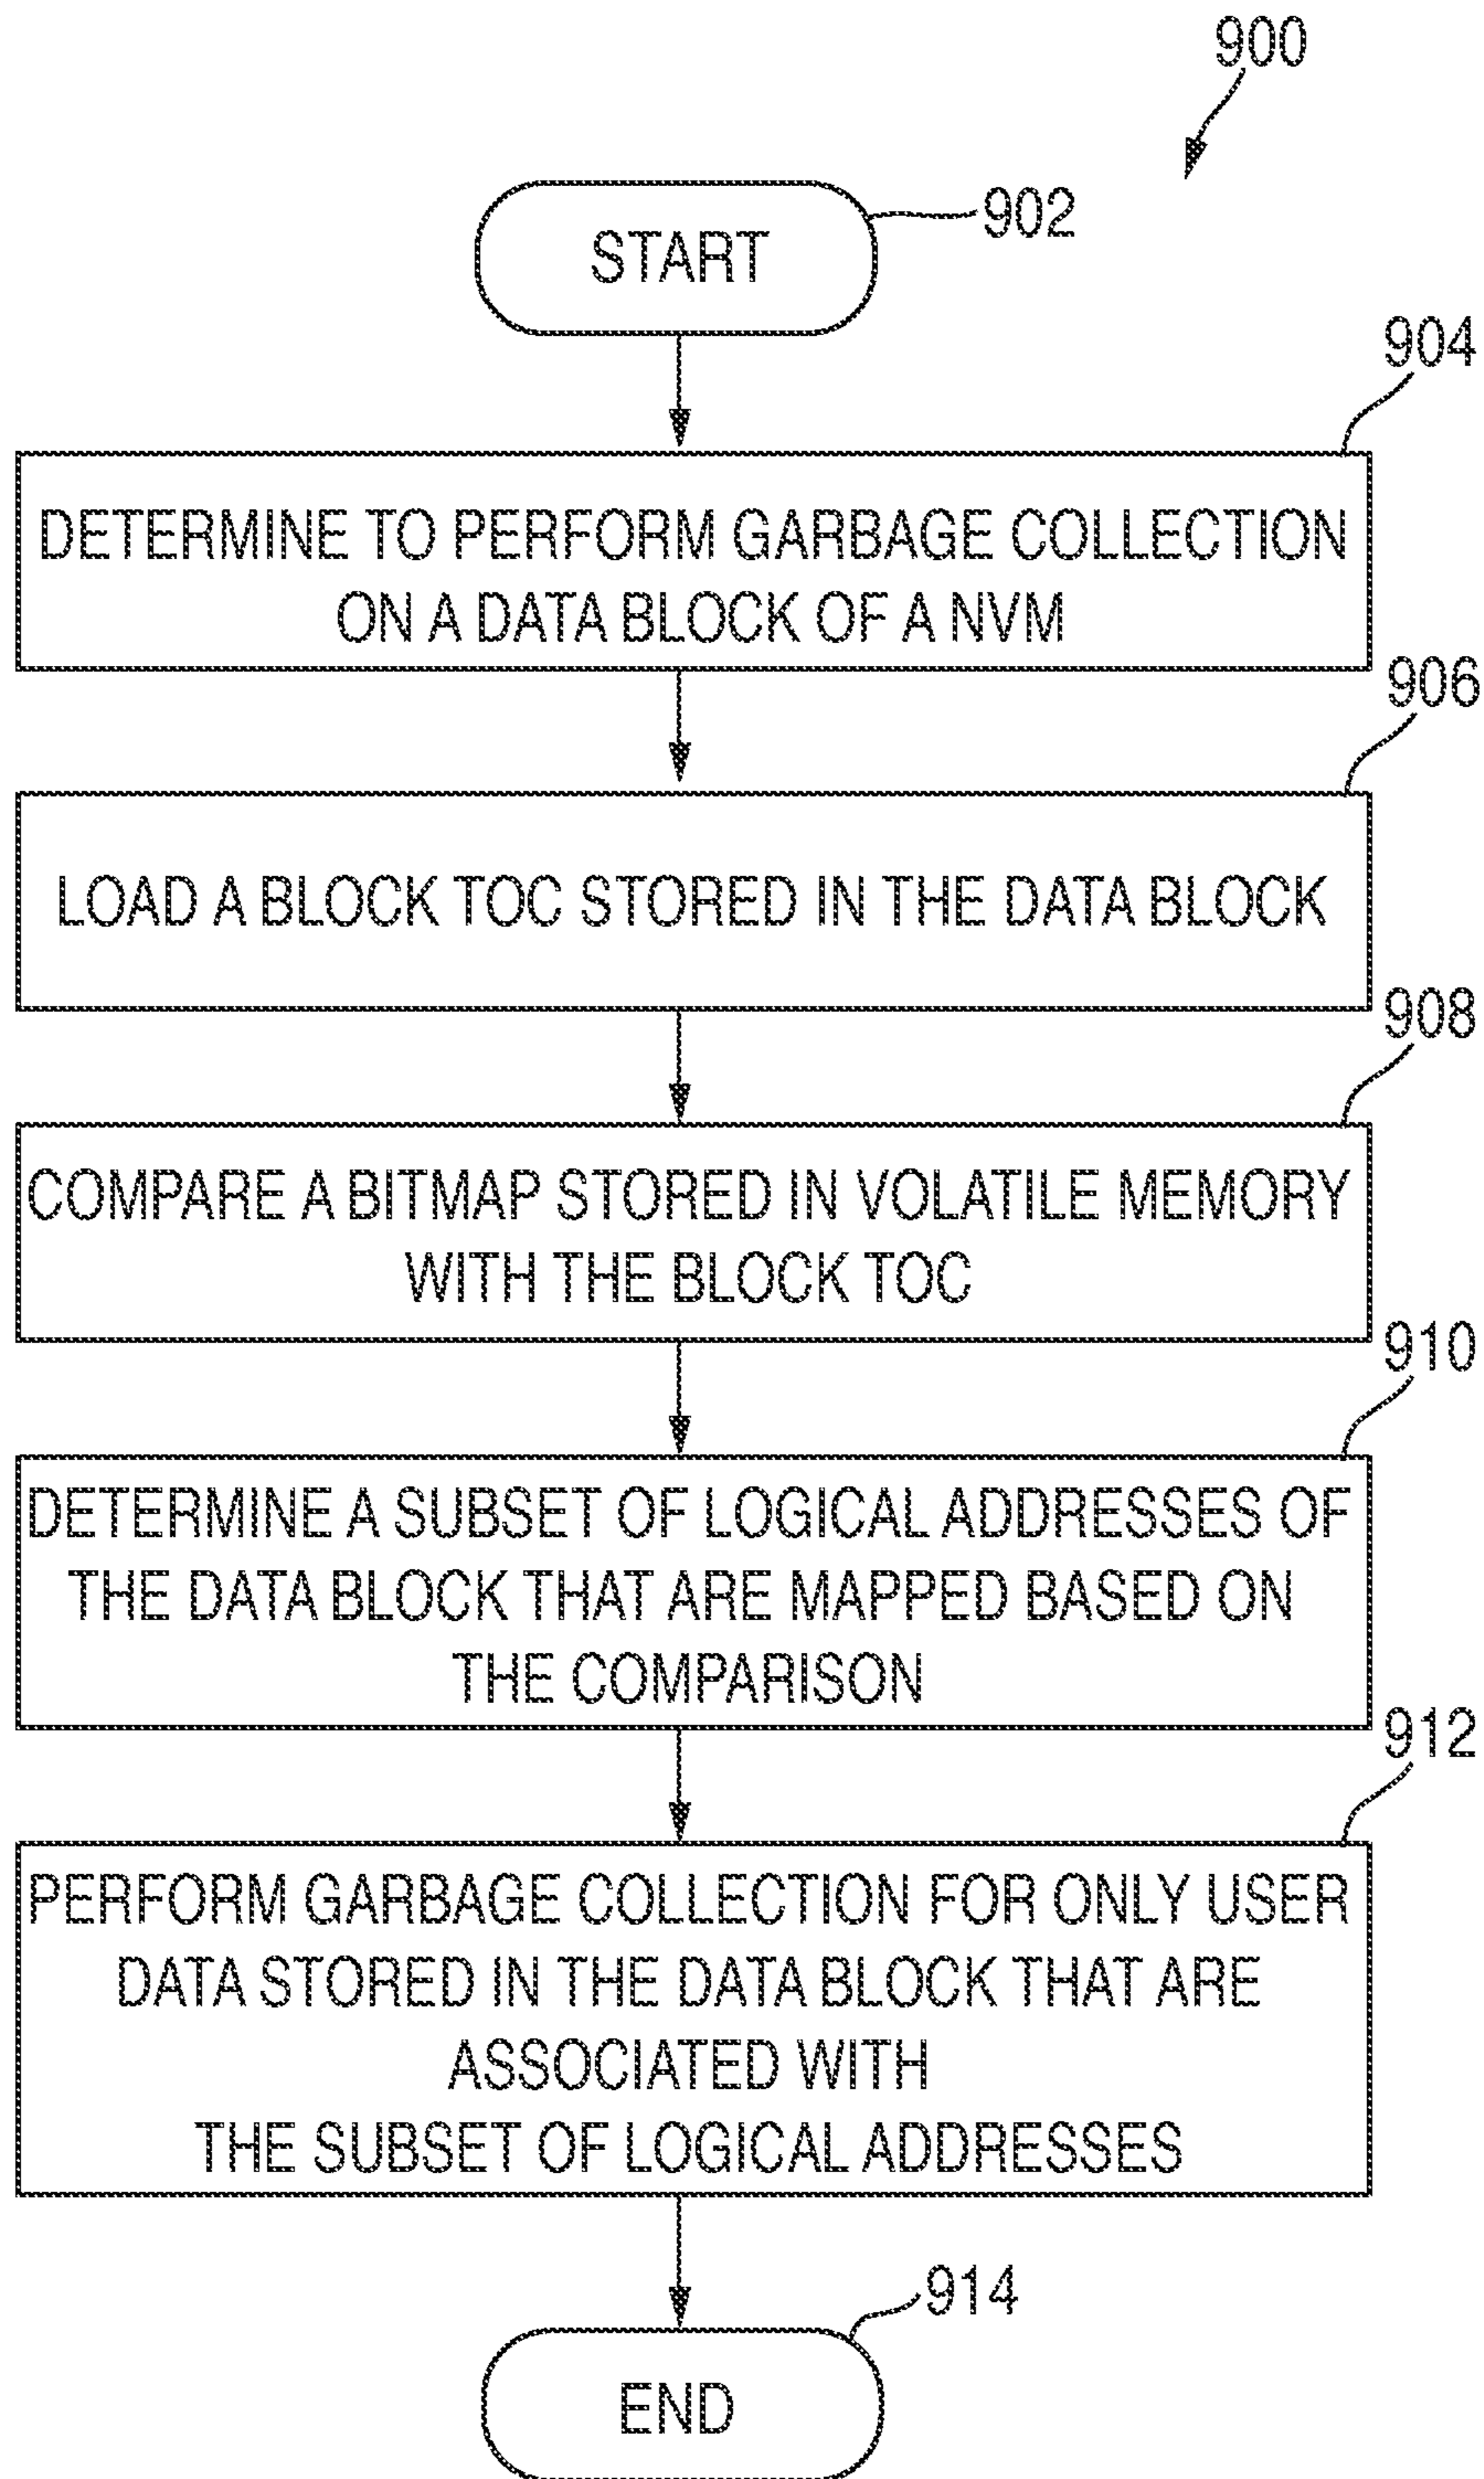 900
START
902
904
DETERMINE TO PERFORM GARBAGE COLLECTION
ON A DATA BLOCK OF A NVM
906
LOAD A BLOCK TOC STORED IN THE DATA BLOCK
908
COMPARE A BITMAP STORED IN VOLATILE MEMORY
WITH THE BLOCK TOC
910
DETERMINE A SUBSET OF LOGICAL ADDRESSES OF
THE DATA BLOCK THAT ARE MAPPED BASED ON
THE COMPARISON
912
PERFORM GARBAGE COLLECTION FOR ONLY USER
DATA STORED IN THE DATA BLOCK THAT ARE
ASSOCIATED WITH
THE SUBSET OF LOGICAL ADDRESSES
914
END